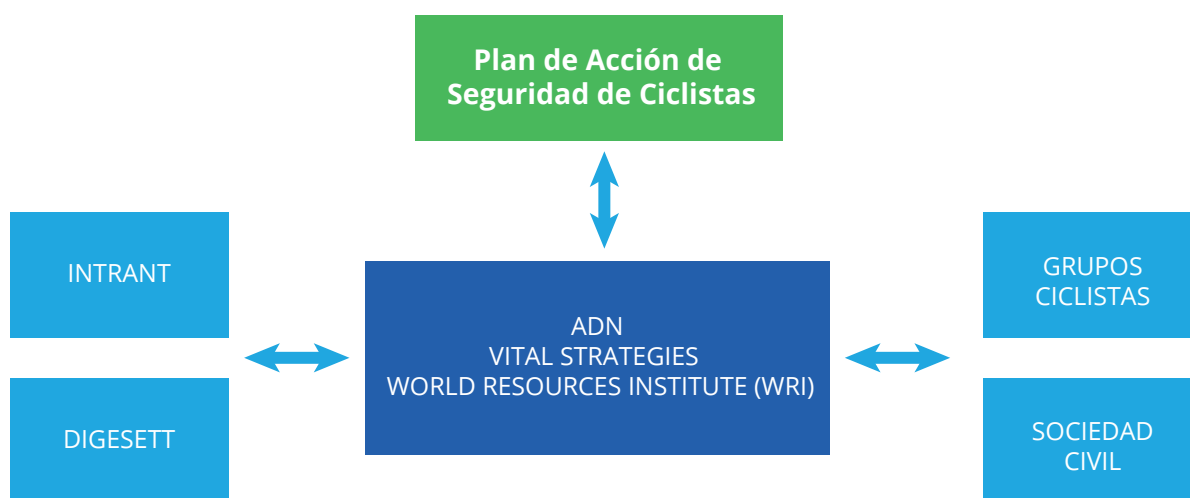 Plan de Acción de
Seguridad de Ciclistas
INTRANT
DIGESETT
ADN
VITAL STRATEGIES
WORLD RESOURCES INSTITUTE (WRI)
GRUPOS
CICLISTAS
SOCIEDAD
CIVIL